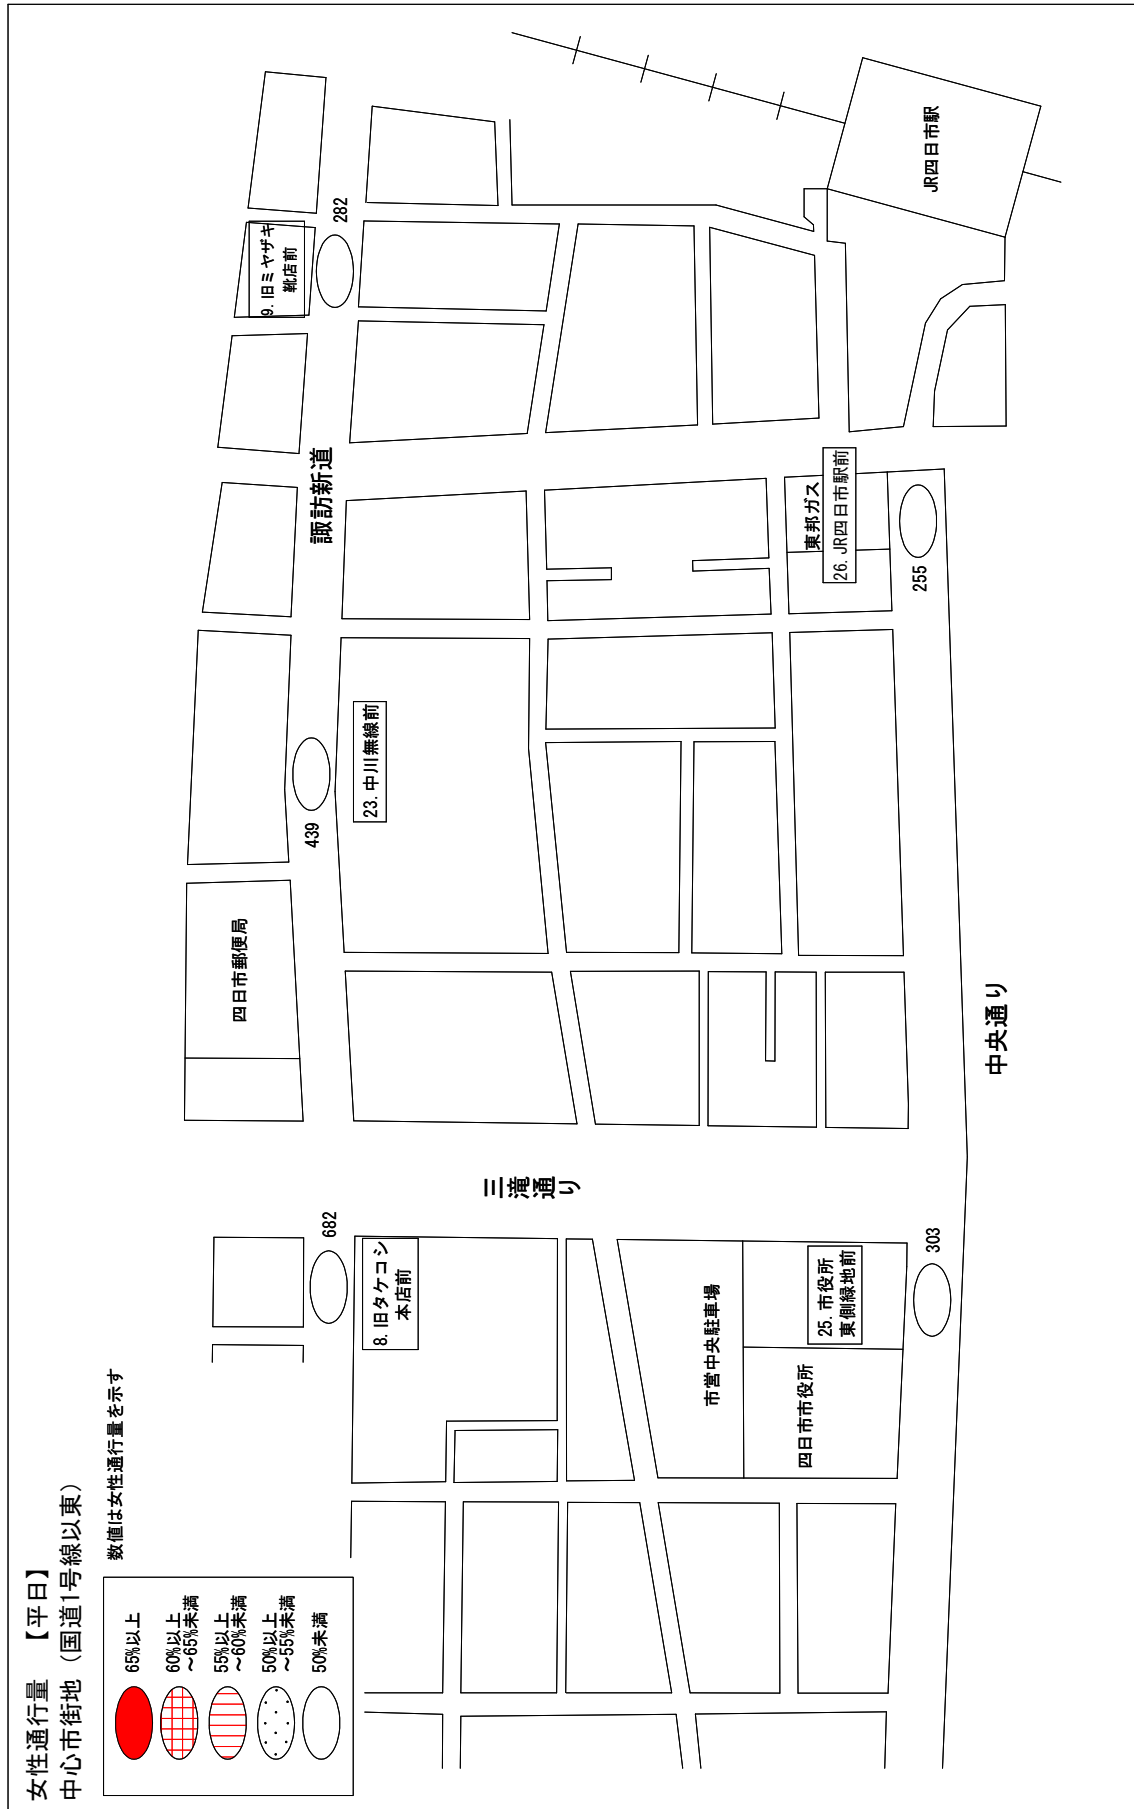 女性通行量　【平日】
中心市街地（国道1号線以東）
数値は女性通行量を示す
65%以上
60%以上
～65%未満
55%以上
～60%未満
50%以上
～55%未満
50%未満
682
8. 旧タケコシ
本店前
三滝通り
市営中央駐車場
四日市市役所
25. 市役所
東側緑地前
303
四日市郵便局
439
23. 中川無線前
中央通り
諏訪新道
東邦ガス
26. JR四日市駅前
255
9. 旧ミヤザキ
靴店前
282
JR四日市駅